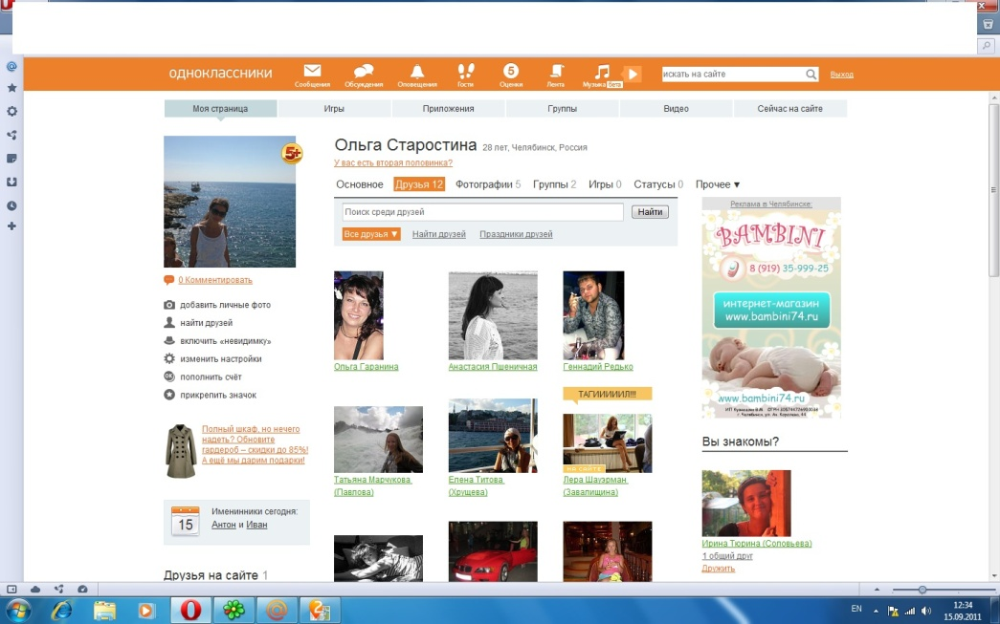 одноклассники
Сообщения
Обсуждения
Оповещения
Гости
5
Оценки
Лента
Музыка бета
искать на сайте
Выход
Моя страница
Игры
Приложения
Группы
Видео
Сейчас на сайте
5+
Ольга Старостина 28 лет, Челябинск, Россия
У вас есть вторая половинка?
Основное Друзья 12 Фотографии 5 Группы 2 Игры 0 Статусы 0 Прочее ▼
Поиск среди друзей
Найти
Все друзья ▼ Найти друзей Праздники друзей
0 Комментировать
добавить личные фото
найти друзей
включить «невидимку»
изменить настройки
OK пополнить счёт
прикрепить значок
Полный шкаф, но нечего
надеть? Обновите
гардероб – скидки до 85%!
А ещё мы дарим подарки!
15
Именинники сегодня:
Антон и Иван
Друзья на сайте 1
Ольга Гаранина
Анастасия Пшеничная
Геннадий Редько
ТАГИИИИИЛ!!!
Татьяна Марчукова
(Павлова)
Елена Титова
(Хрущева)
на сайте
Лера Шауэрман
(Завалищина)
Реклама в Челябинске:
BAMBINI
8 (919) 35-999-25
интернет-магазин
www.bambini74.ru
www.bambini74.ru
Вы знакомы?
Ирина Тюрина (Соловьева)
1 общий друг
Дружить
EN
12:34
15.09.2011